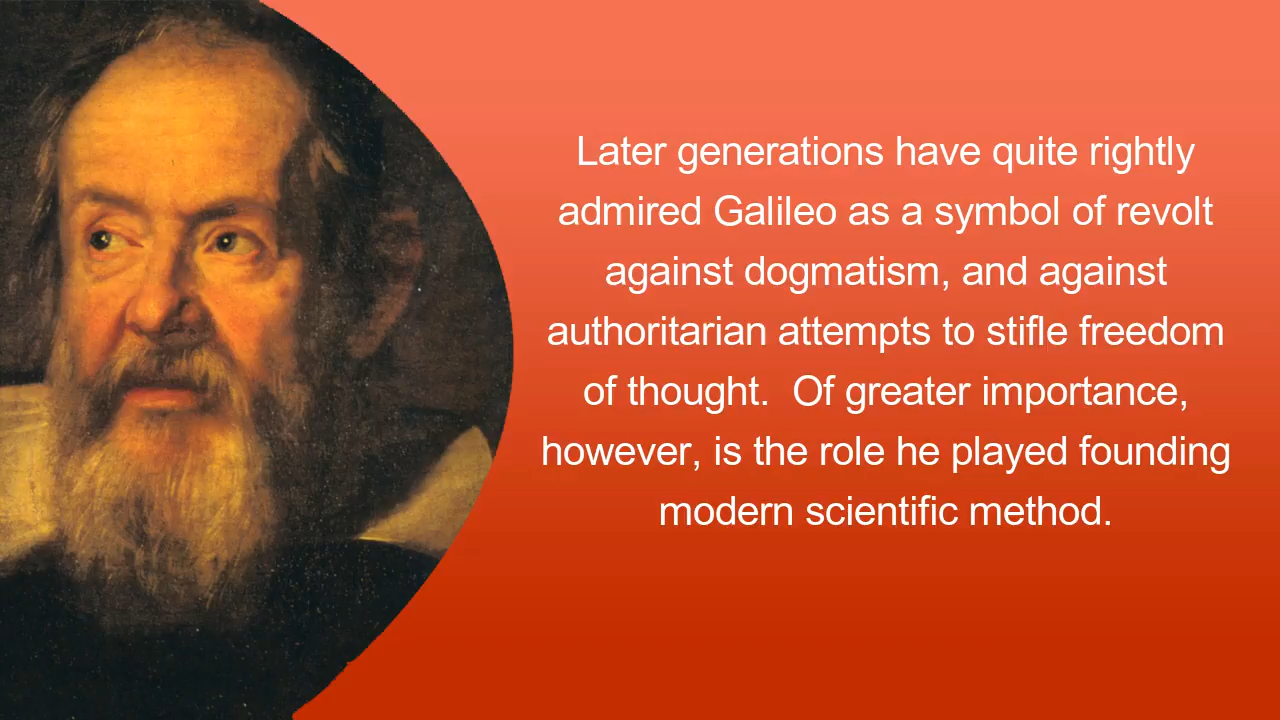 Later generations have quite rightly
admired Galileo as a symbol of revolt
against dogmatism, and against
authoritarian attempts to stifle freedom
of thought.  Of greater importance,
however, is the role he played founding
modern scientific method.